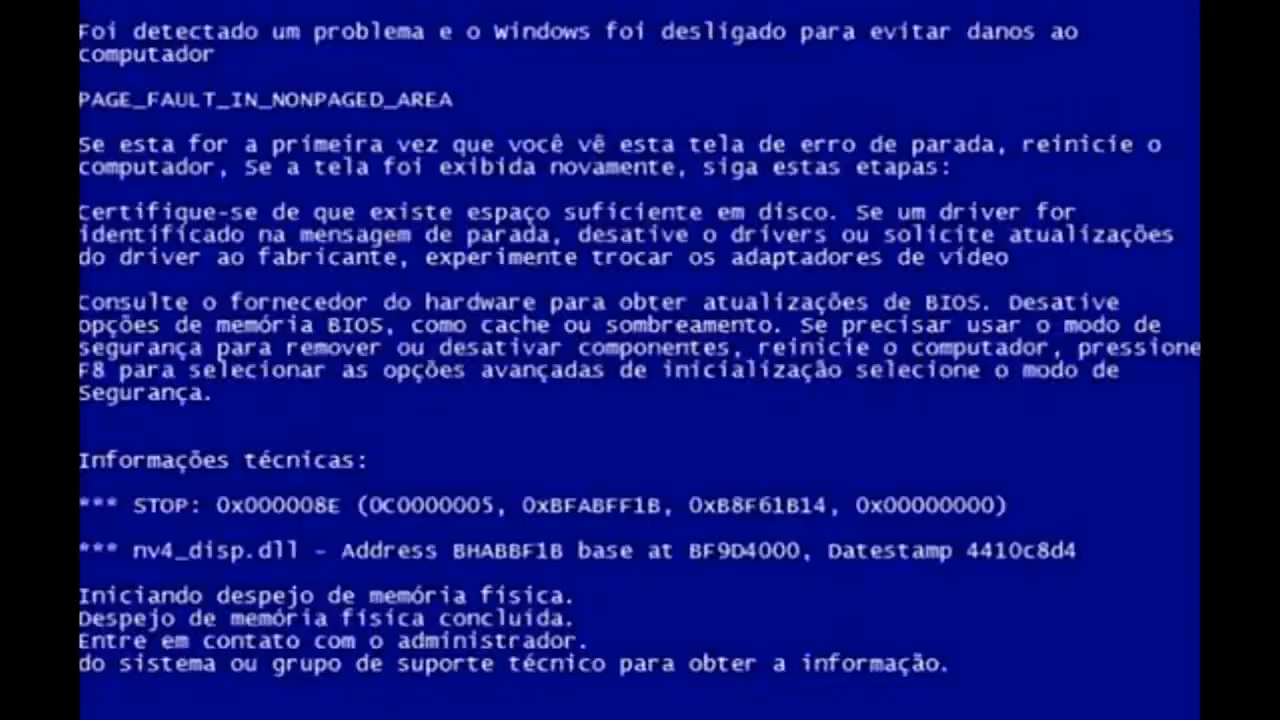 Foi detectado um problema e o Windows foi desligado para evitar danos ao
computador
PAGE_FAULT_IN_NONPAGED_AREA
Se esta for a primeira vez que você vê esta tela de erro de parada, reinicie o
computador, Se a tela foi exibida novamente, siga estas etapas:
Certifique-se de que existe espaço suficiente em disco. Se um driver for
identificado na mensagem de parada, desative o drivers ou solicite atualizações
do driver ao fabricante, experimente trocar os adaptadores de vídeo
Consulte o fornecedor do hardware para obter atualizações de BIOS. Desative
opções de memória BIOS, como cache ou sombreamento. Se precisar usar o modo de
segurança para remover ou desativar componentes, reinicie o computador, pressione
F8 para selecionar as opções avançadas de inicialização selecione o modo de
Segurança.
Informações técnicas:
*** STOP: 0x000008E (0C0000005, 0xBFABFF1B, 0xB8F61B14, 0x00000000)
*** nv4_disp.dll - Address BHABBF1B base at BF9D4000, Datestamp 4410c8d4
Iniciando despejo de memória física.
Despejo de memória física concluída.
Entre em contato com o administrador.
do sistema ou grupo de suporte técnico para obter a informação.